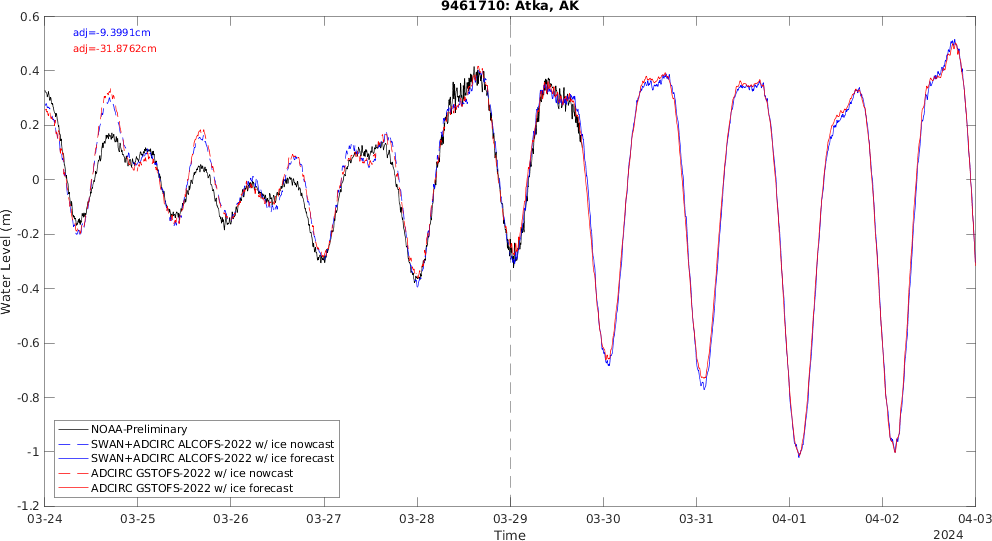 9461710: Atka, AK
adj=-9.3991cm
adj=-31.8762cm
0.6
0.4
0.2
0
-0.2
-0.4
-0.6
-0.8
-1
-1.2
Water Level (m)
NOAA-Preliminary
SWAN+ADCIRC ALCOFS-2022 w/ ice nowcast
SWAN+ADCIRC ALCOFS-2022 w/ ice forecast
ADCIRC GSTOFS-2022 w/ ice nowcast
ADCIRC GSTOFS-2022 w/ ice forecast
03-24 03-25 03-26 03-27 03-28 03-29 03-30 03-31 04-01 04-02 04-03
Time
2024